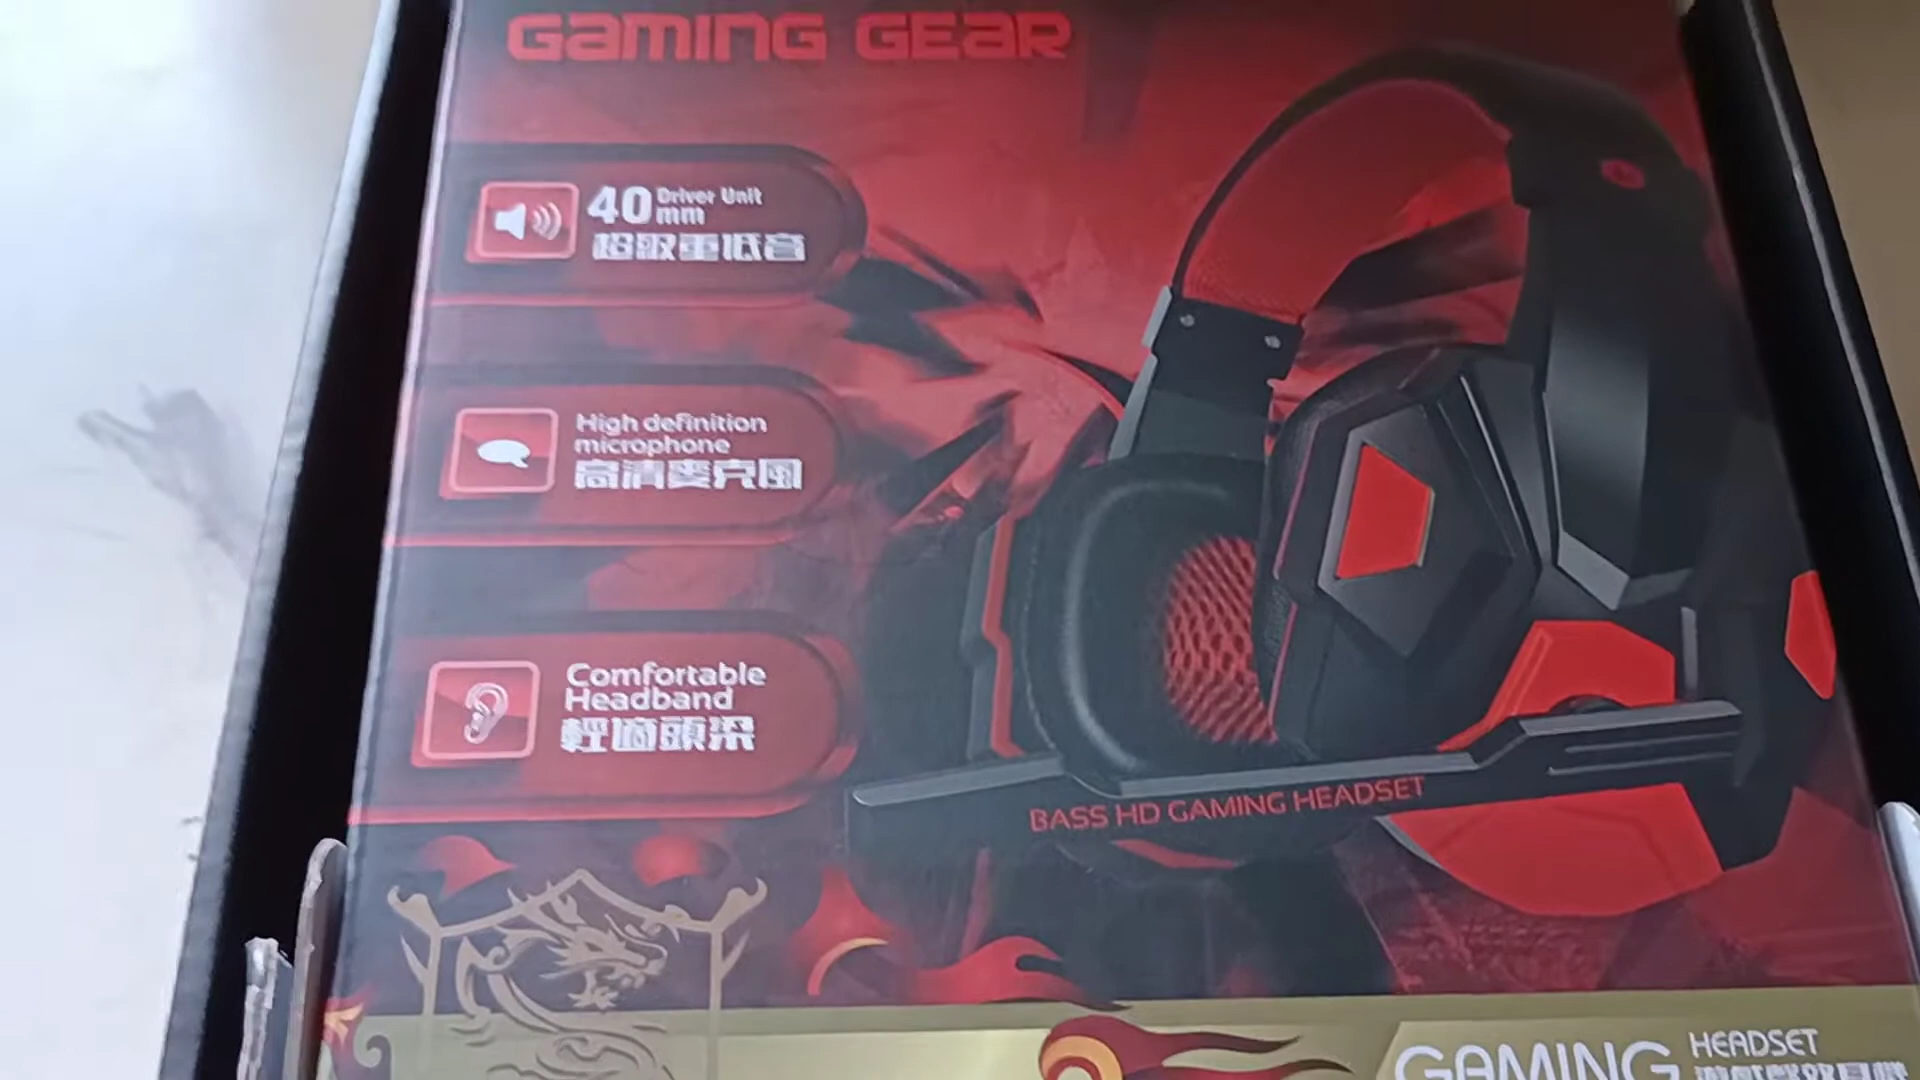 GAMING GEAR
40 Driver Unit
mm
超級重低音
High definition
microphone
高清麥克風
Comfortable
Headband
輕適頭梁
BASS HD GAMING HEADSET
GAMING HEADSET